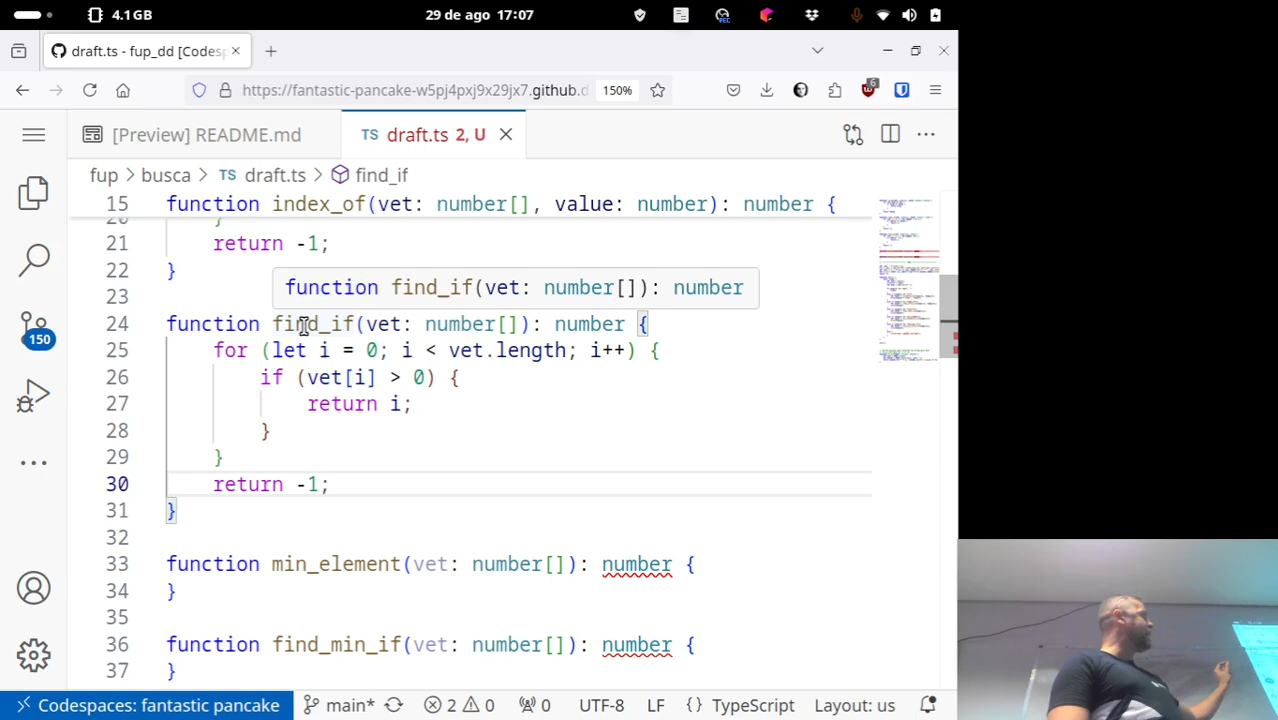 4.1GB
29 de ago 17:07
REC
draft.ts - fup_dd [Codesp
https://fantastic-pancake-w5pj4pxj9x29jx7.github.d
150%
6
[Preview] README.md
TS draft.ts 2, U
fup > busca > TS draft.ts > find_if
15 function index_of(vet: number[], value: number): number {
20 }
21 return -1;
22 }
function find_if(vet: number[]): number
23
24 function find_if(vet: number[]): number {
25 for (let i = 0; i < vet.length; i++) {
26 if (vet[i] > 0) {
27 return i;
28 }
29 }
30 return -1;
31 }
32
33 function min_element(vet: number[]): number {
34 }
35
36 function find_min_if(vet: number[]): number {
37 }
150
Codespaces: fantastic pancake
main*
2 0
0
UTF-8
LF
{ } TypeScript
Layout: us